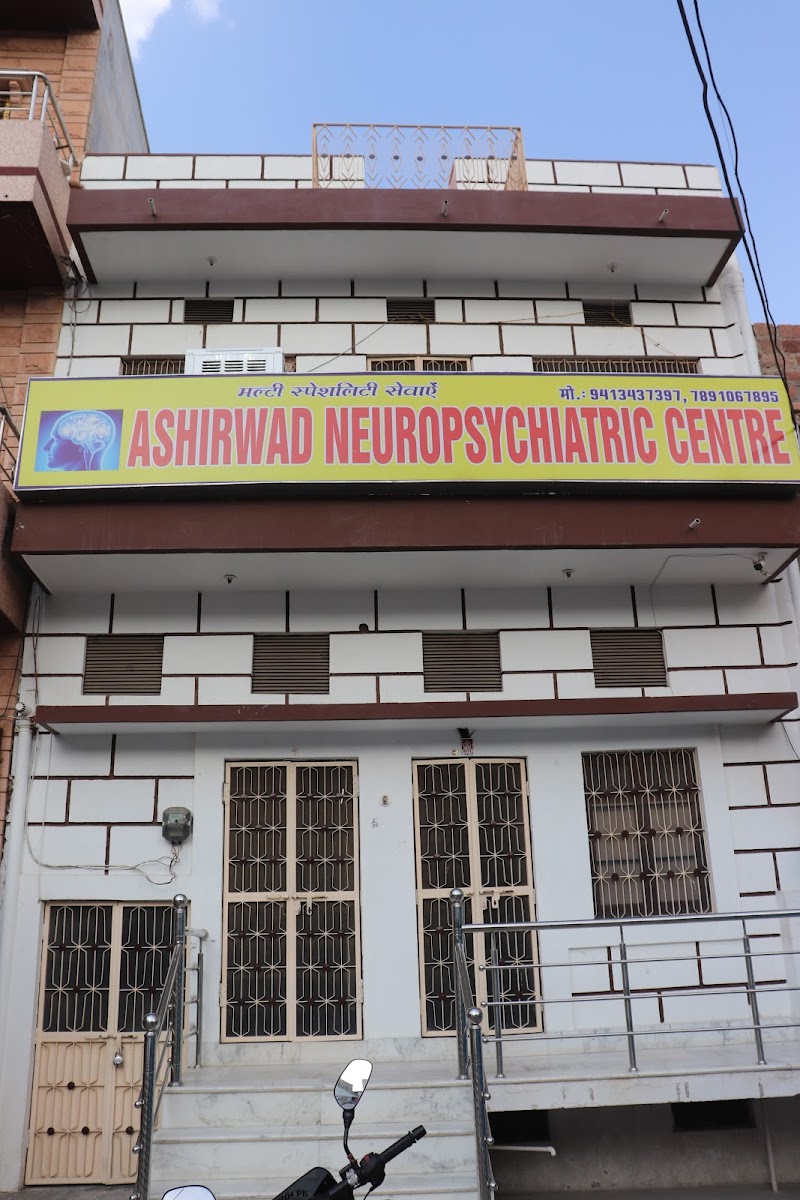 मल्टी स्पेशलिटी सेवाऐं मो.: 9413437397, 7891067895
ASHIRWAD NEUROPSYCHIATRIC CENTRE